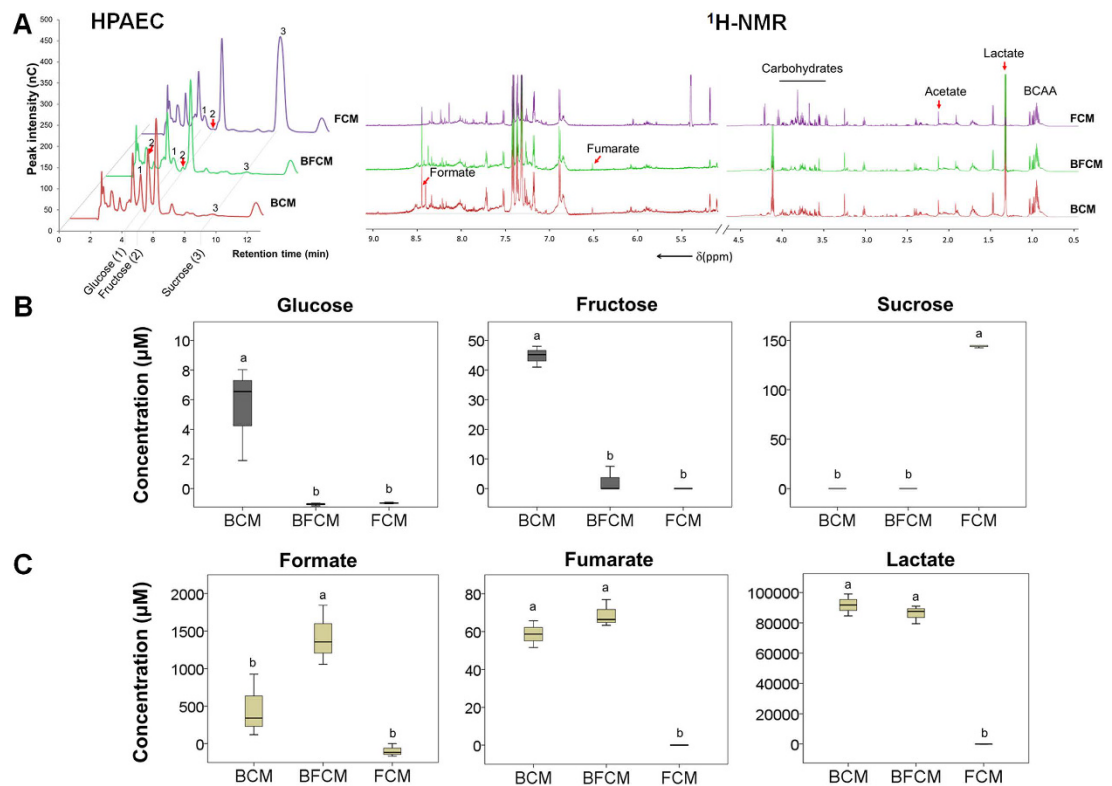 A
HPAEC
¹H-NMR
Peak intensity (nC)
500
450
400
350
300
250
200
150
100
50
0
0 2 4 6 8 10 12
Retention time (min)
Glucose (1)
Fructose (2)
Sucrose (3)
1 2 3
FCM
1 2 3
BFCM
1 2 3
BCM
Formate
Fumarate
9.0 8.5 8.0 7.5 7.0 6.5 6.0 5.5
δ(ppm)
Carbohydrates
Acetate
Lactate
BCAA
FCM
BFCM
BCM
4.5 4.0 3.5 3.0 2.5 2.0 1.5 1.0 0.5
B
Glucose
Concentration (µM)
10
8
6
4
2
0
a
b
b
BCM BFCM FCM
Fructose
50
40
30
20
10
0
a
b
b
BCM BFCM FCM
Sucrose
150
100
50
0
b
b
a
BCM BFCM FCM
C
Formate
Concentration (µM)
2000
1500
1000
500
0
b
a
b
BCM BFCM FCM
Fumarate
80
60
40
20
0
a
a
b
BCM BFCM FCM
Lactate
100000
80000
60000
40000
20000
0
a
a
b
BCM BFCM FCM